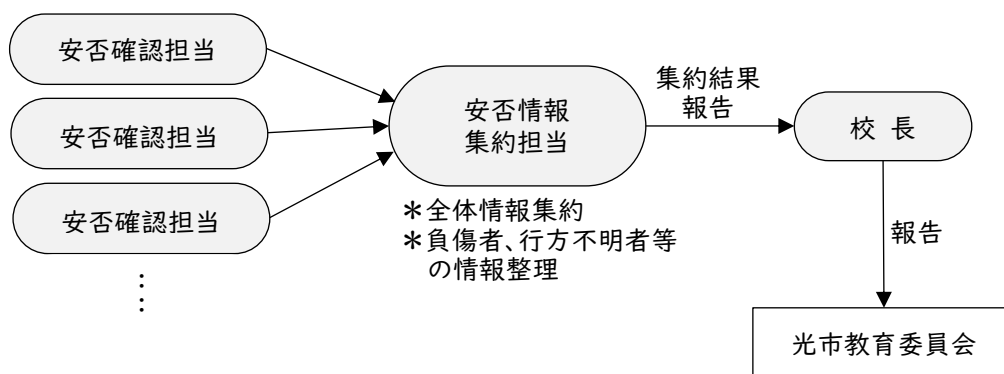 安否確認担当
安否確認担当
安否確認担当
⋮
安否情報
集約担当
＊全体情報集約
＊負傷者、行方不明者等
の情報整理
集約結果
報告
校 長
報告
光市教育委員会